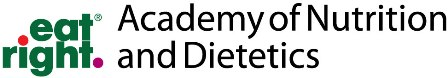 eat®
right.
Academy of Nutrition
and Dietetics